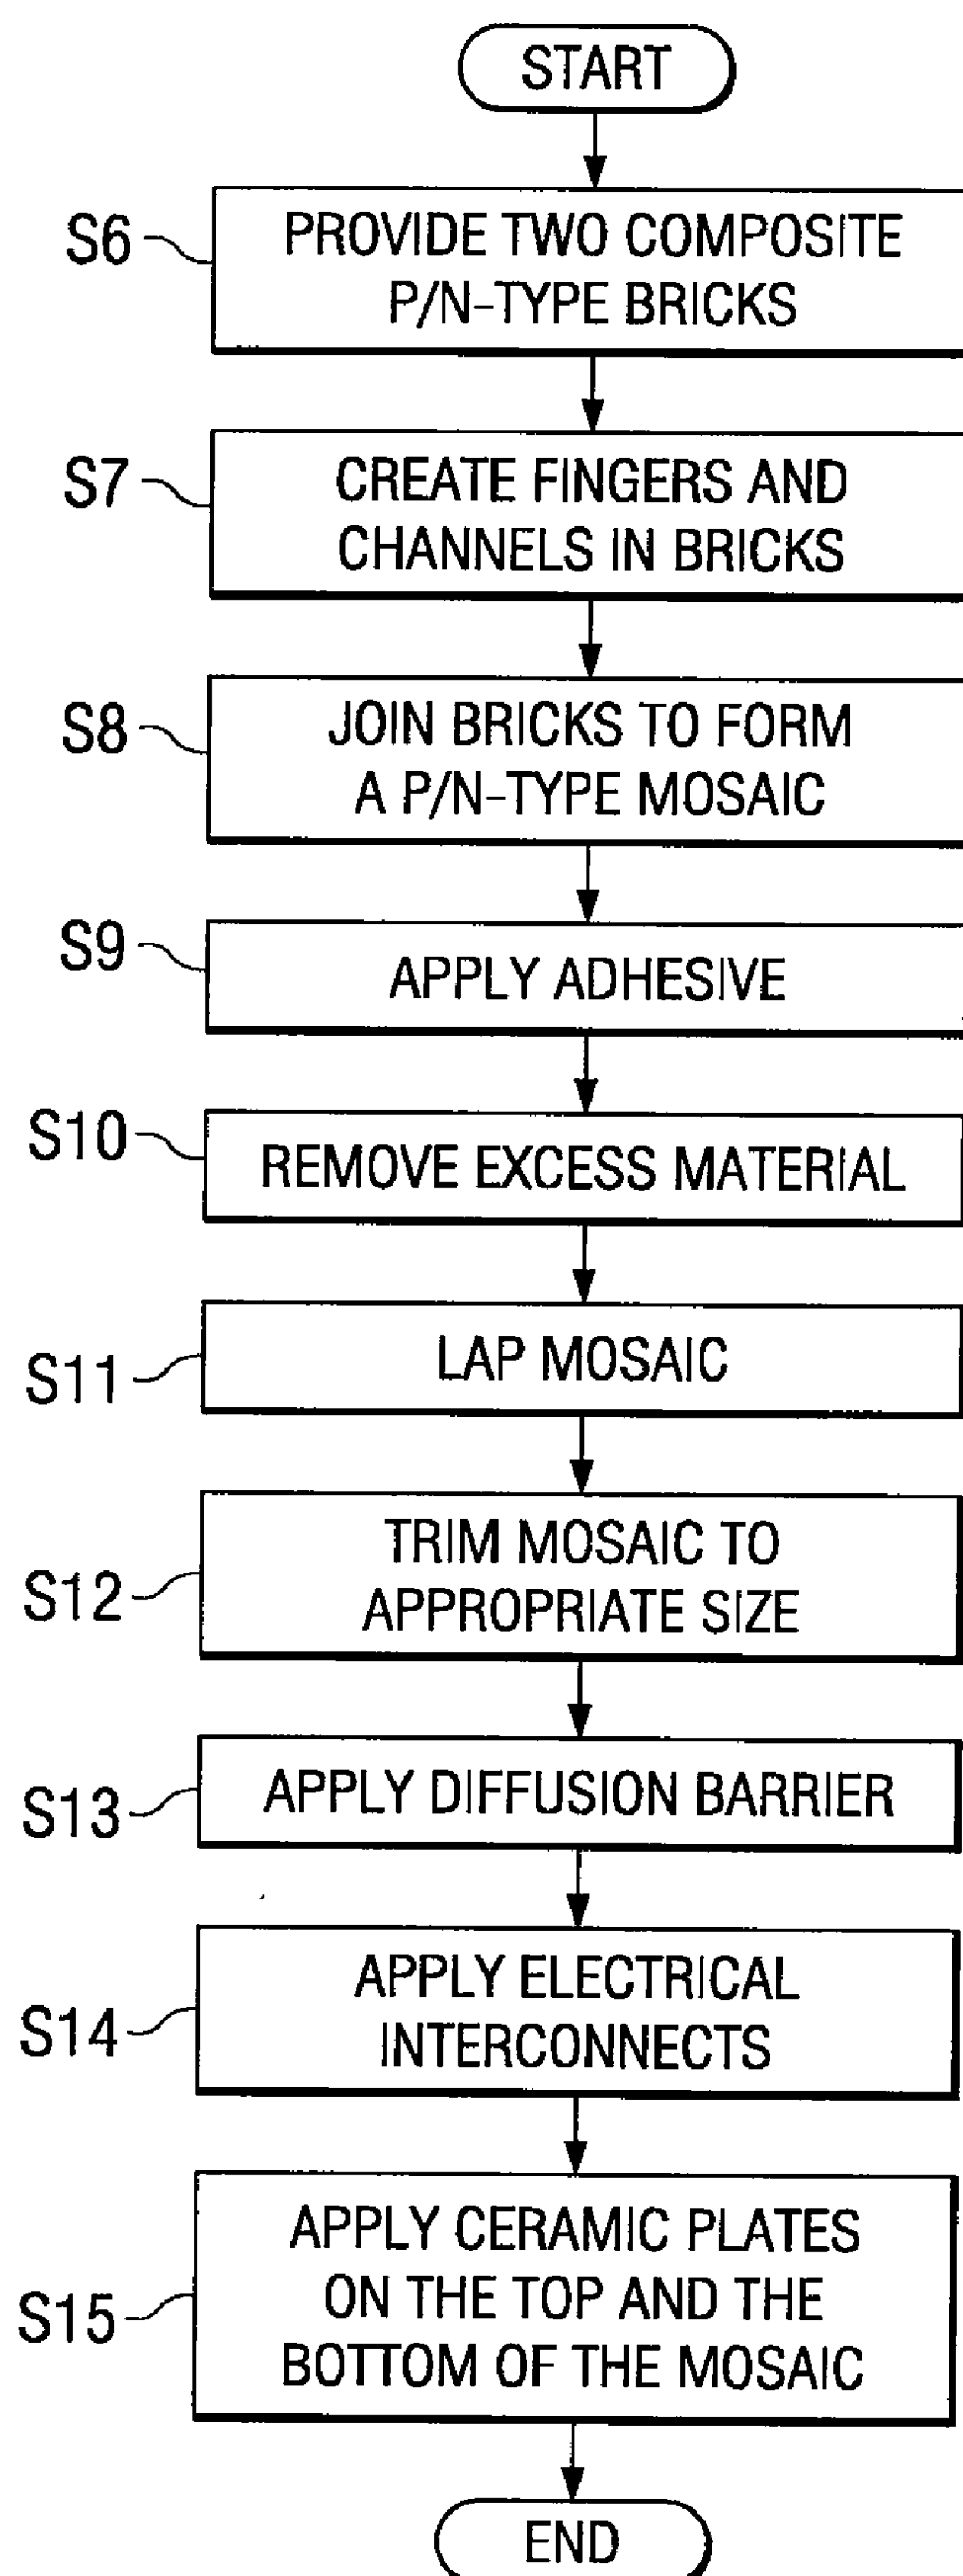 START
S6
PROVIDE TWO COMPOSITE
P/N-TYPE BRICKS
S7
CREATE FINGERS AND
CHANNELS IN BRICKS
S8
JOIN BRICKS TO FORM
A P/N-TYPE MOSAIC
S9
APPLY ADHESIVE
S10
REMOVE EXCESS MATERIAL
S11
LAP MOSAIC
S12
TRIM MOSAIC TO
APPROPRIATE SIZE
S13
APPLY DIFFUSION BARRIER
S14
APPLY ELECTRICAL
INTERCONNECTS
S15
APPLY CERAMIC PLATES
ON THE TOP AND THE
BOTTOM OF THE MOSAIC
END